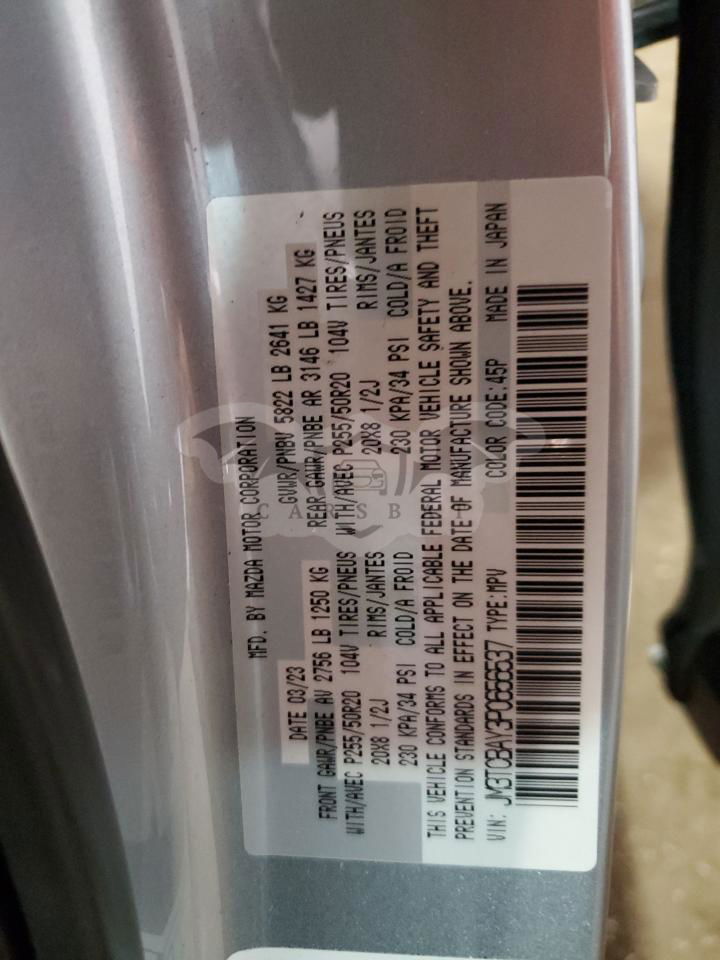 MFD. BY MAZDA MOTOR CORPORATION
DATE 03/23 GVWR/PNBV 5822 LB 2641 KG
FRONT GAWR/PNBE AV 2756 LB 1250 KG REAR GAWR/PNBE AR 3146 LB 1427 KG
WITH/AVEC P255/50R20 104V TIRES/PNEUS WITH/AVEC P255/50R20 104V TIRES/PNEUS
20X8 1/2J RIMS/JANTES 20X8 1/2J RIMS/JANTES
230 KPA/34 PSI COLD/A FROID 230 KPA/34 PSI COLD/A FROID
THIS VEHICLE CONFORMS TO ALL APPLICABLE FEDERAL MOTOR VEHICLE SAFETY AND THEFT
PREVENTION STANDARDS IN EFFECT ON THE DATE OF MANUFACTURE SHOWN ABOVE.
VIN: TYPE:MPV COLOR CODE:45P MADE IN JAPAN